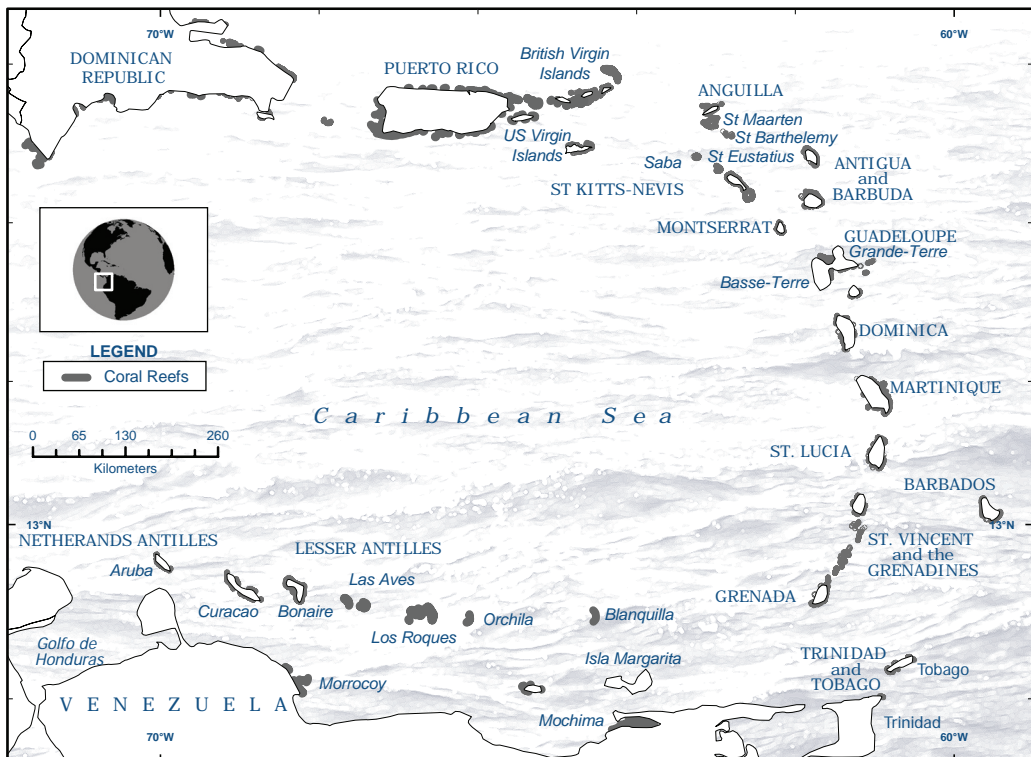 70°W
60°W
DOMINICAN
REPUBLIC
PUERTO RICO
British Virgin
Islands
ANGUILLA
St Maarten
St Barthelemy
US Virgin
Islands
Saba
St Eustatius
ST KITTS-NEVIS
ANTIGUA
and
BARBUDA
MONTSERRAT
GUADELOUPE
Grande-Terre
Basse-Terre
DOMINICA
LEGEND
Coral Reefs
MARTINIQUE
Caribbean Sea
0 65 130 260
Kilometers
ST. LUCIA
BARBADOS
13°N
13°N
NETHERANDS ANTILLES
LESSER ANTILLES
ST. VINCENT
and the
GRENADINES
Aruba
Las Aves
Curacao
Bonaire
GRENADA
Los Roques
Orchila
Blanquilla
Golfo de
Honduras
Isla Margarita
TRINIDAD
and
TOBAGO
Tobago
Morrocoy
VENEZUELA
Mochima
Trinidad
70°W
60°W